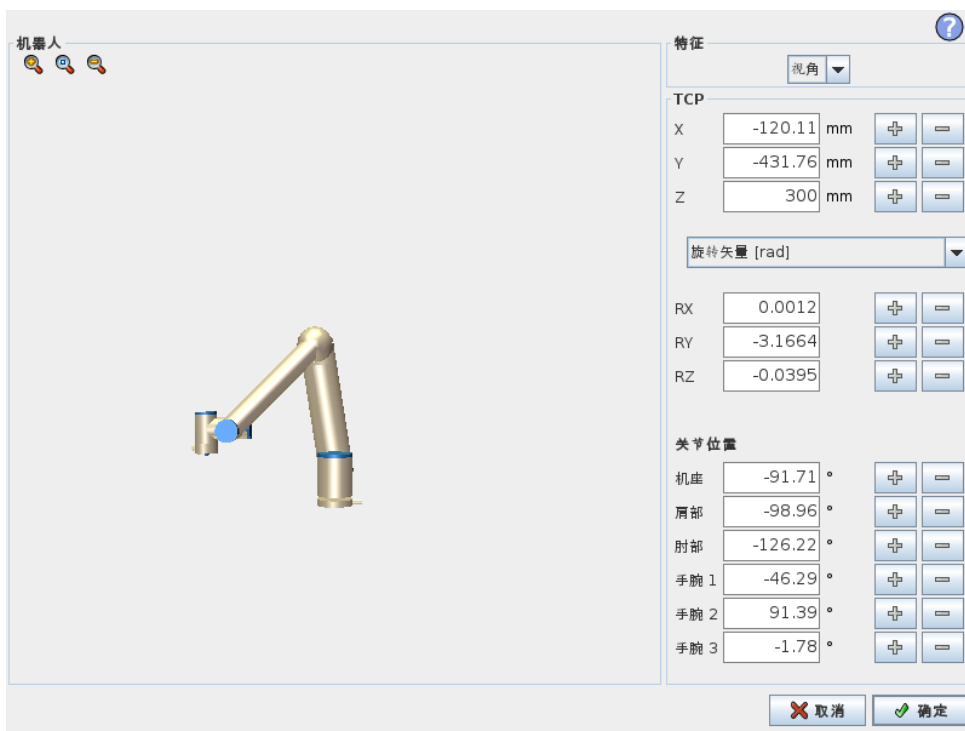 机器人
特征
视角
TCP
X -120.11 mm
Y -431.76 mm
Z 300 mm
旋转矢量 [rad]
RX 0.0012
RY -3.1664
RZ -0.0395
关节位置
机座 -91.71 °
肩部 -98.96 °
肘部 -126.22 °
手腕 1 -46.29 °
手腕 2 91.39 °
手腕 3 -1.78 °
取消 确定